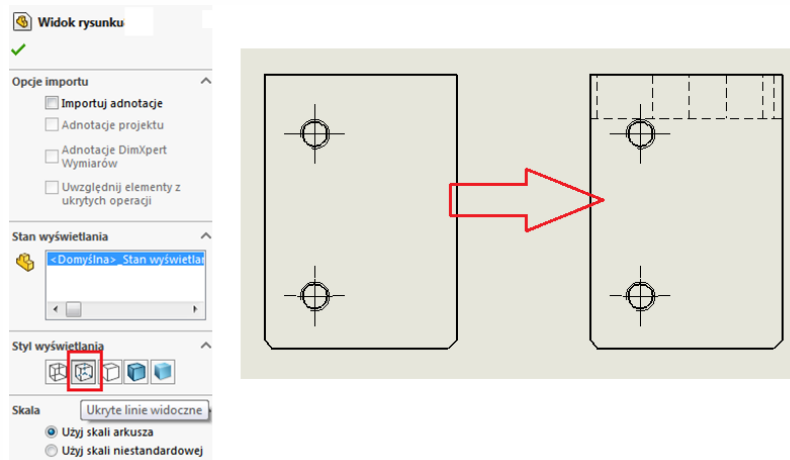 Widok rysunku
Opcje importu
Importuj adnotacje
Adnotacje projektu
Adnotacje DimXpert
Wymiarów
Uwzględnij elementy z
ukrytych operacji
Stan wyświetlania
<Domyślna>_Stan
Styl wyświetlania
Skala
Ukryte linie widoczne
Użyj skali arkusza
Użyj skali niestandardowej